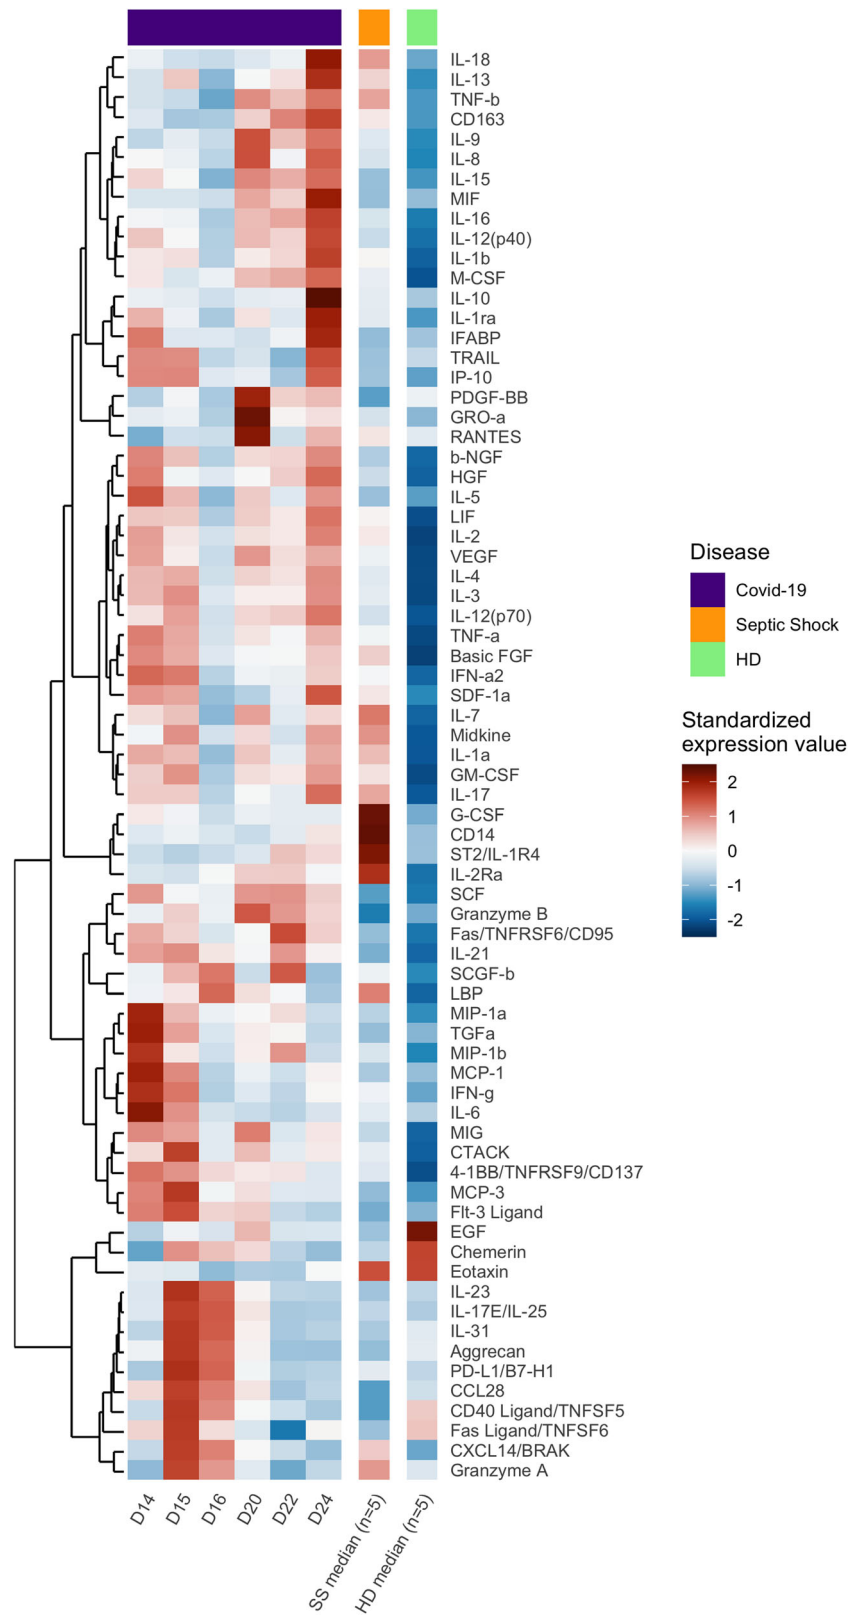 IL-18
IL-13
TNF-b
CD163
IL-9
IL-8
IL-15
MIF
IL-16
IL-12(p40)
IL-1b
M-CSF
IL-10
IL-1ra
IFABP
TRAIL
IP-10
PDGF-BB
GRO-a
RANTES
b-NGF
HGF
IL-5
LIF
IL-2
VEGF
IL-4
IL-3
IL-12(p70)
TNF-a
Basic FGF
IFN-a2
SDF-1a
IL-7
Midkine
IL-1a
GM-CSF
IL-17
G-CSF
CD14
ST2/IL-1R4
IL-2Ra
SCF
Granzyme B
Fas/TNFRSF6/CD95
IL-21
SCGF-b
LBP
MIP-1a
TGFa
MIP-1b
MCP-1
IFN-g
IL-6
MIG
CTACK
4-1BB/TNFRSF9/CD137
MCP-3
Flt-3 Ligand
EGF
Chemerin
Eotaxin
IL-23
IL-17E/IL-25
IL-31
Aggrecan
PD-L1/B7-H1
CCL28
CD40 Ligand/TNFSF5
Fas Ligand/TNFSF6
CXCL14/BRAK
Granzyme A
D14
D15
D16
D20
D22
D24
SS median (n=5)
HD median (n=5)
Disease
Covid-19
Septic Shock
HD
Standardized
expression value
2
1
0
-1
-2